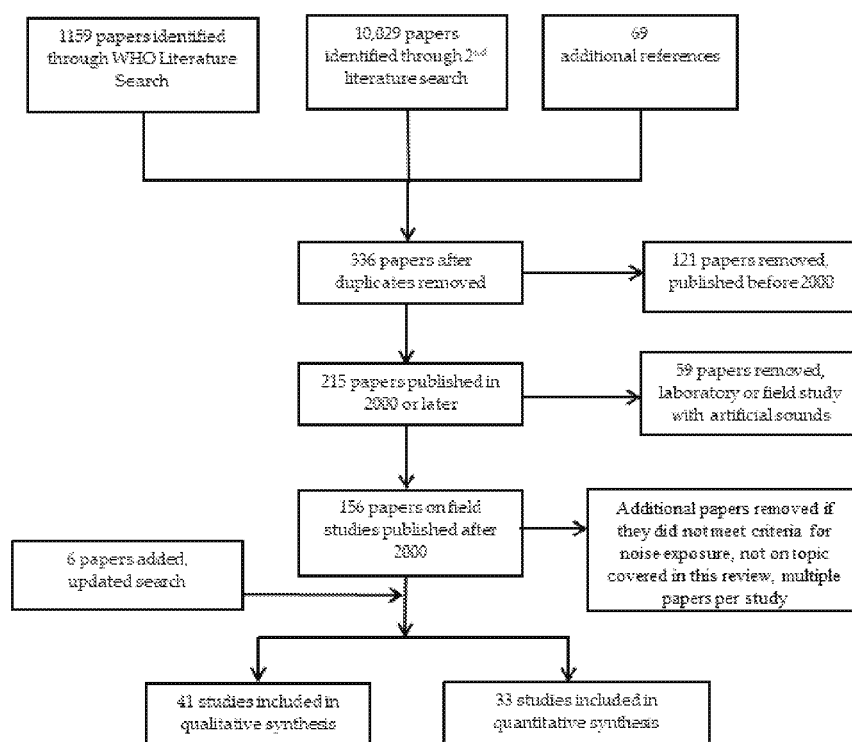 1159 papers identified
through WHO Literature
Search
10,829 papers
identified through 2nd
literature search
69
additional references
336 papers after
duplicates removed
121 papers removed,
published before 2000
215 papers published in
2000 or later
59 papers removed,
laboratory or field study
with artificial sounds
156 papers on field
studies published after
2000
Additional papers removed if
they did not meet criteria for
noise exposure, not on topic
covered in this review, multiple
papers per study
6 papers added,
updated search
41 studies included in
qualitative synthesis
33 studies included in
quantitative synthesis